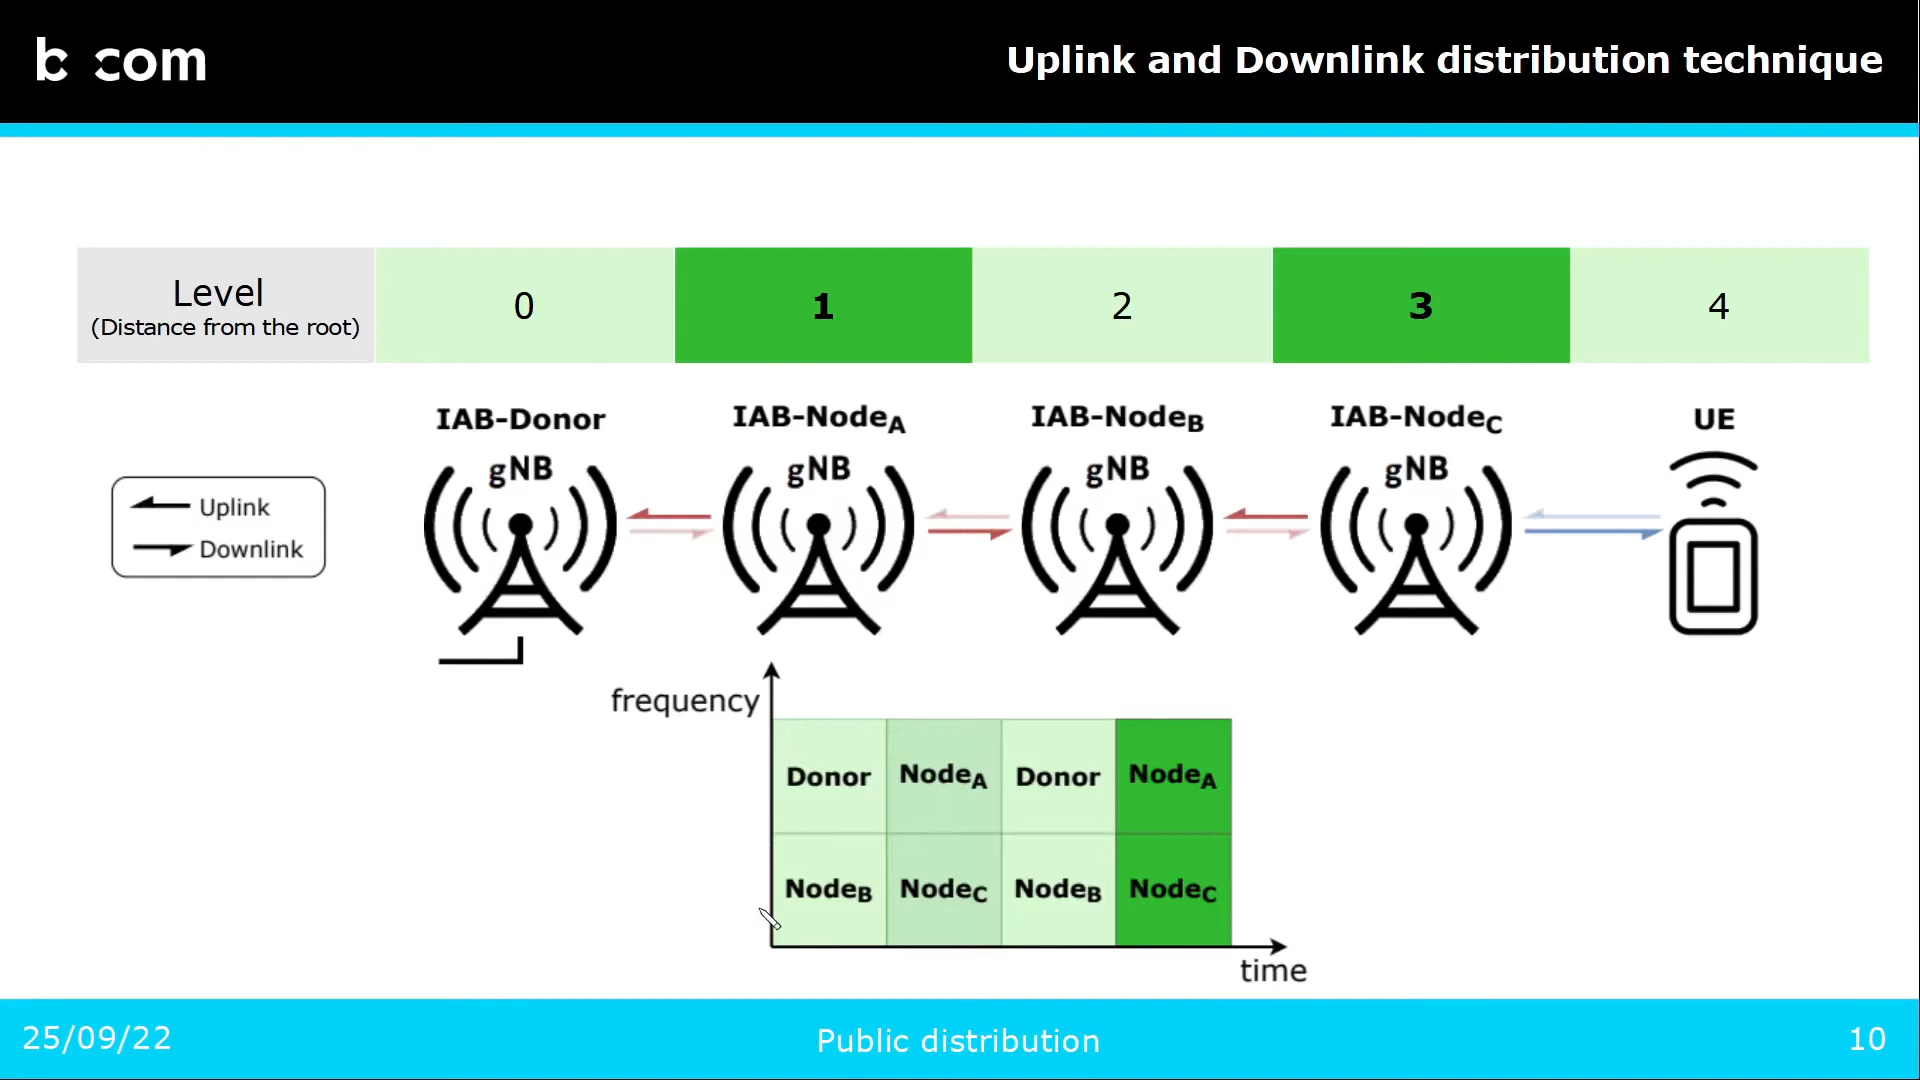 b com
Uplink and Downlink distribution technique
Level
(Distance from the root)
0
1
2
3
4
IAB-Donor
IAB-NodeA
IAB-NodeB
IAB-NodeC
UE
gNB
gNB
gNB
gNB
Uplink
Downlink
frequency
Donor NodeA Donor NodeA
NodeB NodeC NodeB NodeC
time
25/09/22
Public distribution
10